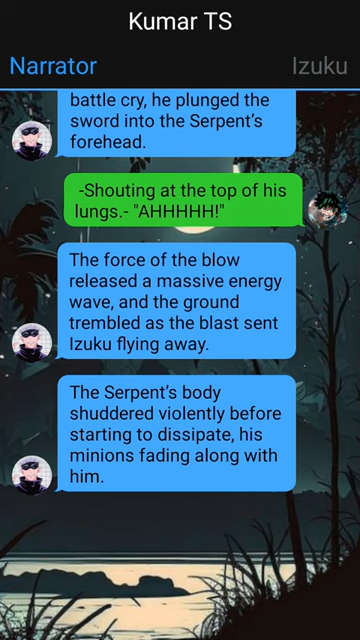 Kumar TS
Narrator
Izuku
battle cry, he plunged the
sword into the Serpent’s
forehead.
-Shouting at the top of his
lungs.- "AHHHHH!"
The force of the blow
released a massive energy
wave, and the ground
trembled as the blast sent
Izuku flying away.
The Serpent’s body
shuddered violently before
starting to dissipate, his
minions fading along with
him.